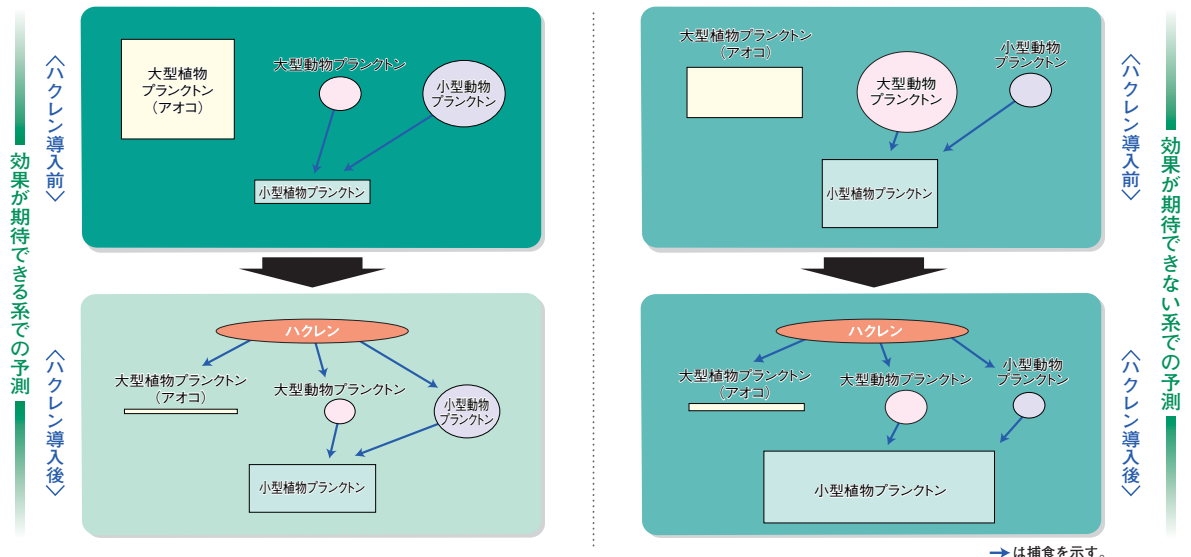 効果が期待できる系での予測
〈ハクレン導入前〉
大型植物
プランクトン
(アオコ)
大型動物プランクトン
小型動物
プランクトン
小型植物プランクトン
〈ハクレン導入後〉
ハクレン
大型植物プランクトン
(アオコ)
大型動物プランクトン
小型動物
プランクトン
小型植物プランクトン
大型植物プランクトン
(アオコ)
大型動物
プランクトン
小型動物
プランクトン
小型植物プランクトン
〈ハクレン導入前〉
効果が期待できない系での予測
ハクレン
大型植物プランクトン
(アオコ)
大型動物プランクトン
小型動物
プランクトン
小型植物プランクトン
〈ハクレン導入後〉
→は捕食を示す。